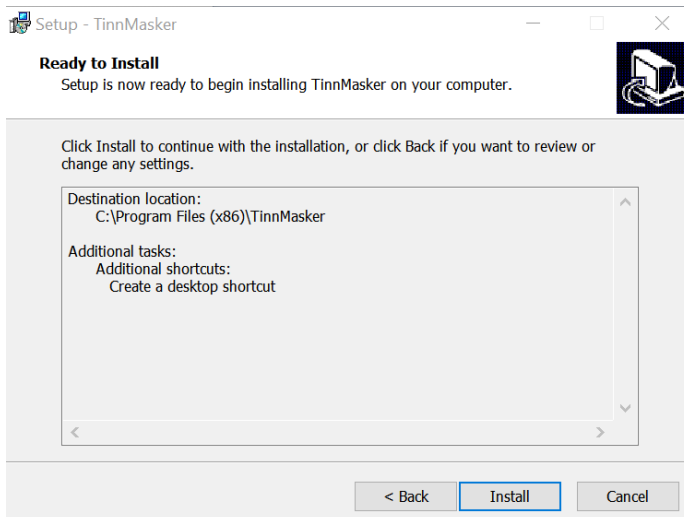 Setup - TinnMasker
Ready to Install
Setup is now ready to begin installing TinnMasker on your computer.
Click Install to continue with the installation, or click Back if you want to review or
change any settings.
Destination location:
C:\Program Files (x86)\TinnMasker
Additional tasks:
Additional shortcuts:
Create a desktop shortcut
< Back
Install
Cancel